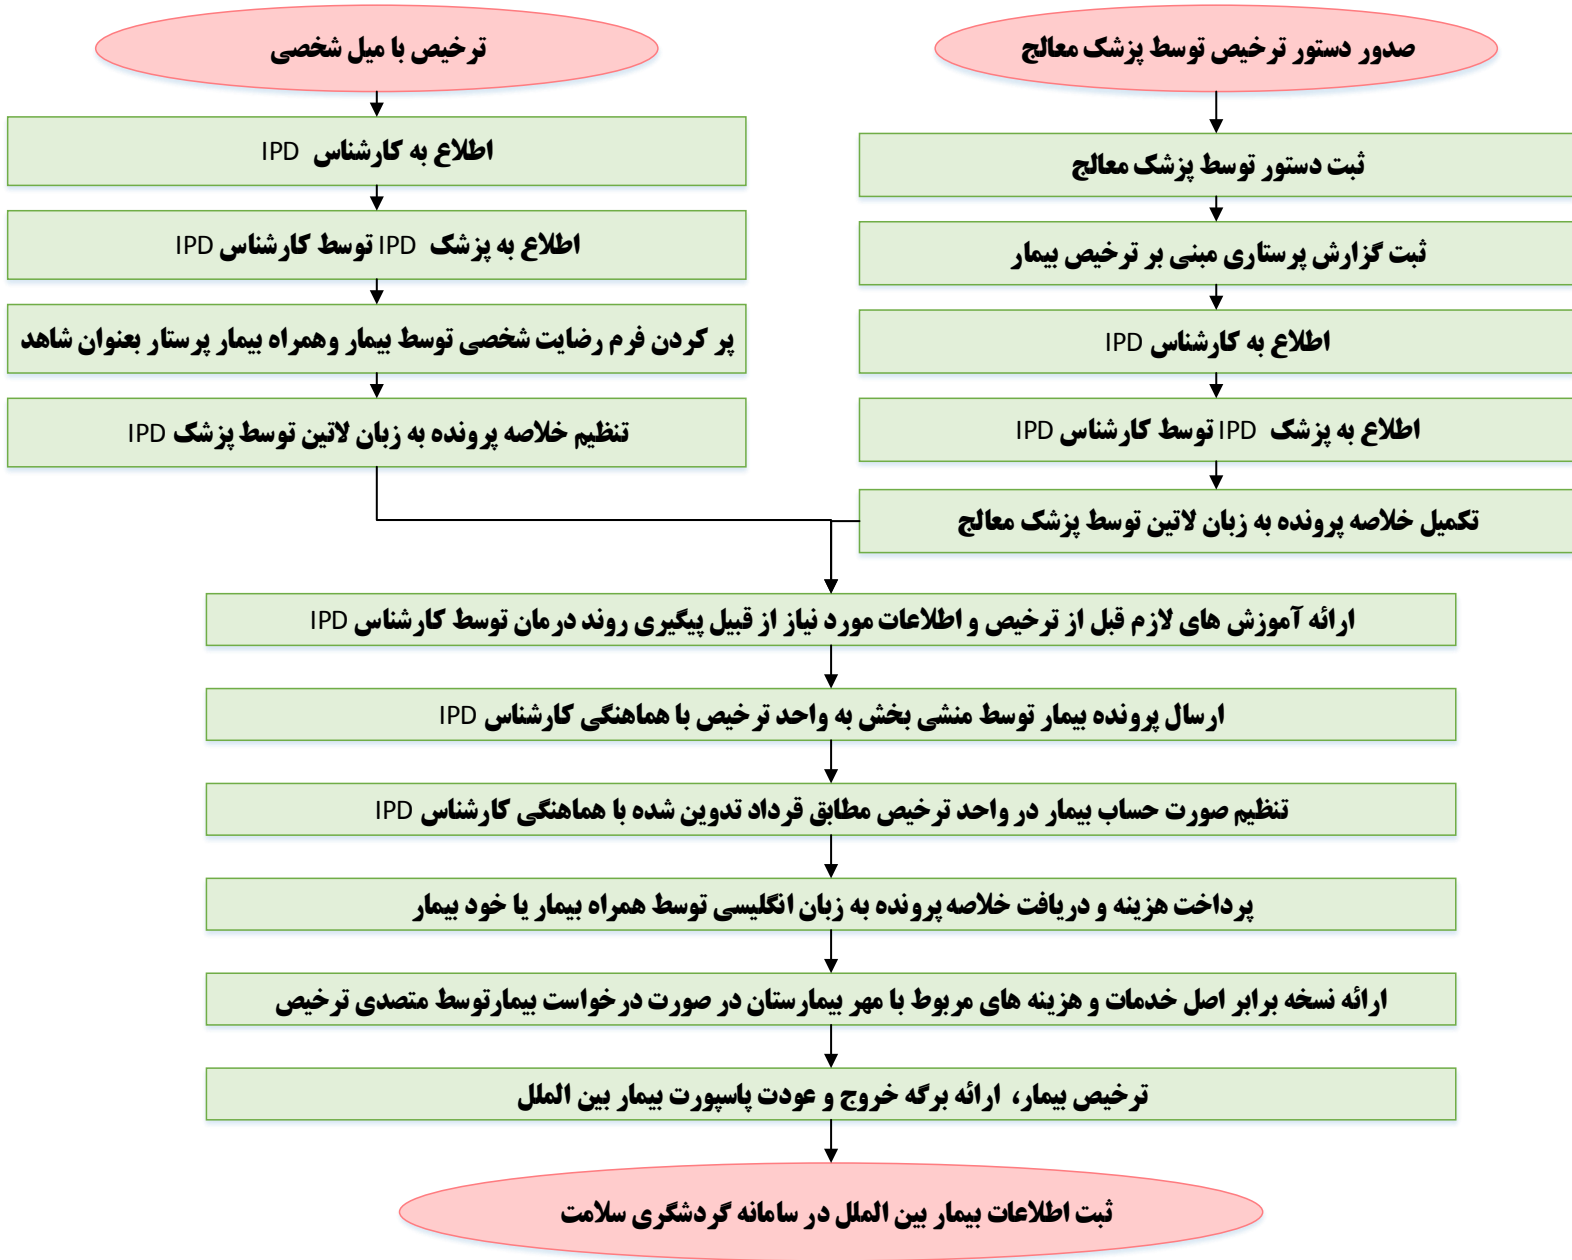 صدور دستور ترخیص توسط پزشک معالج
ثبت دستور توسط پزشک معالج
ثبت گزارش پرستاری مبنی بر ترخیص بیمار
اطلاع به کارشناس IPD
اطلاع به پزشک IPD توسط کارشناس IPD
تکمیل خلاصه پرونده به زبان لاتین توسط پزشک معالج
ترخیص با میل شخصی
اطلاع به کارشناس IPD
اطلاع به پزشک IPD توسط کارشناس IPD
پر کردن فرم رضایت شخصی توسط بیمار وهمراه بیمار پرستار بعنوان شاهد
تنظیم خلاصه پرونده به زبان لاتین توسط پزشک IPD
ارائه آموزش های لازم قبل از ترخیص و اطلاعات مورد نیاز از قبیل پیگیری روند درمان توسط کارشناس IPD
ارسال پرونده بیمار توسط منشی بخش به واحد ترخیص با هماهنگی کارشناس IPD
تنظیم صورت حساب بیمار در واحد ترخیص مطابق قرداد تدوین شده با هماهنگی کارشناس IPD
پرداخت هزینه و دریافت خلاصه پرونده به زبان انگلیسی توسط همراه بیمار یا خود بیمار
ارائه نسخه برابر اصل خدمات و هزینه های مربوط با مهر بیمارستان در صورت درخواست بیمارتوسط متصدی ترخیص
ترخیص بیمار، ارائه برگه خروج و عودت پاسپورت بیمار بین الملل
ثبت اطلاعات بیمار بین الملل در سامانه گردشگری سلامت